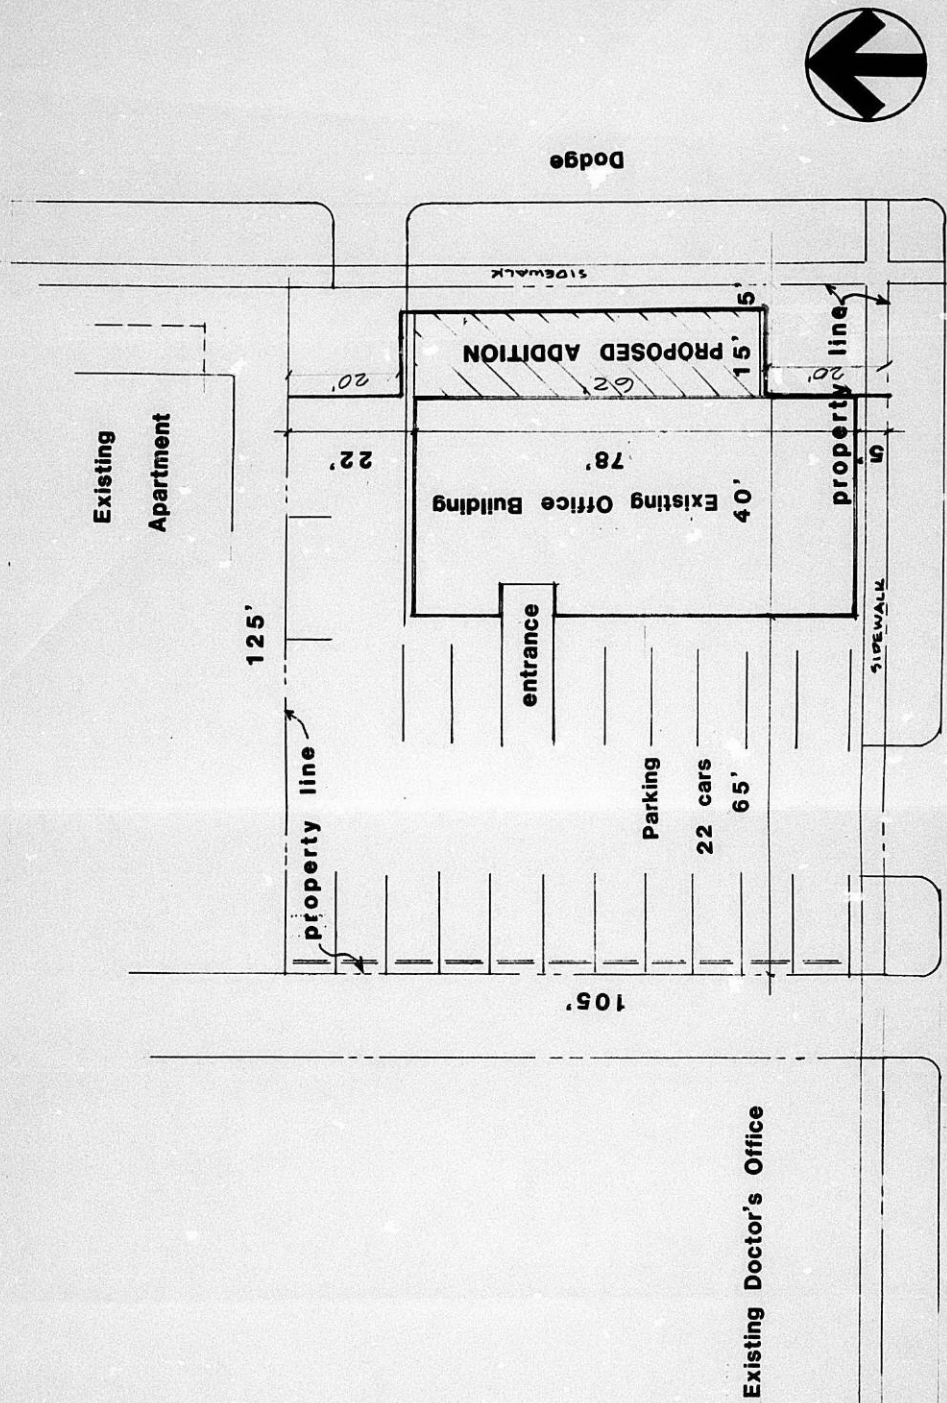 Dodge
SIDEWALK
PROPOSED ADDITION
15'
5'
62'
20'
20'
property line
Existing
Apartment
22'
78'
5
Existing Office Building
40'
125'
entrance
SIDEWALK
property line
Parking
22 cars
65'
105'
Existing Doctor's Office